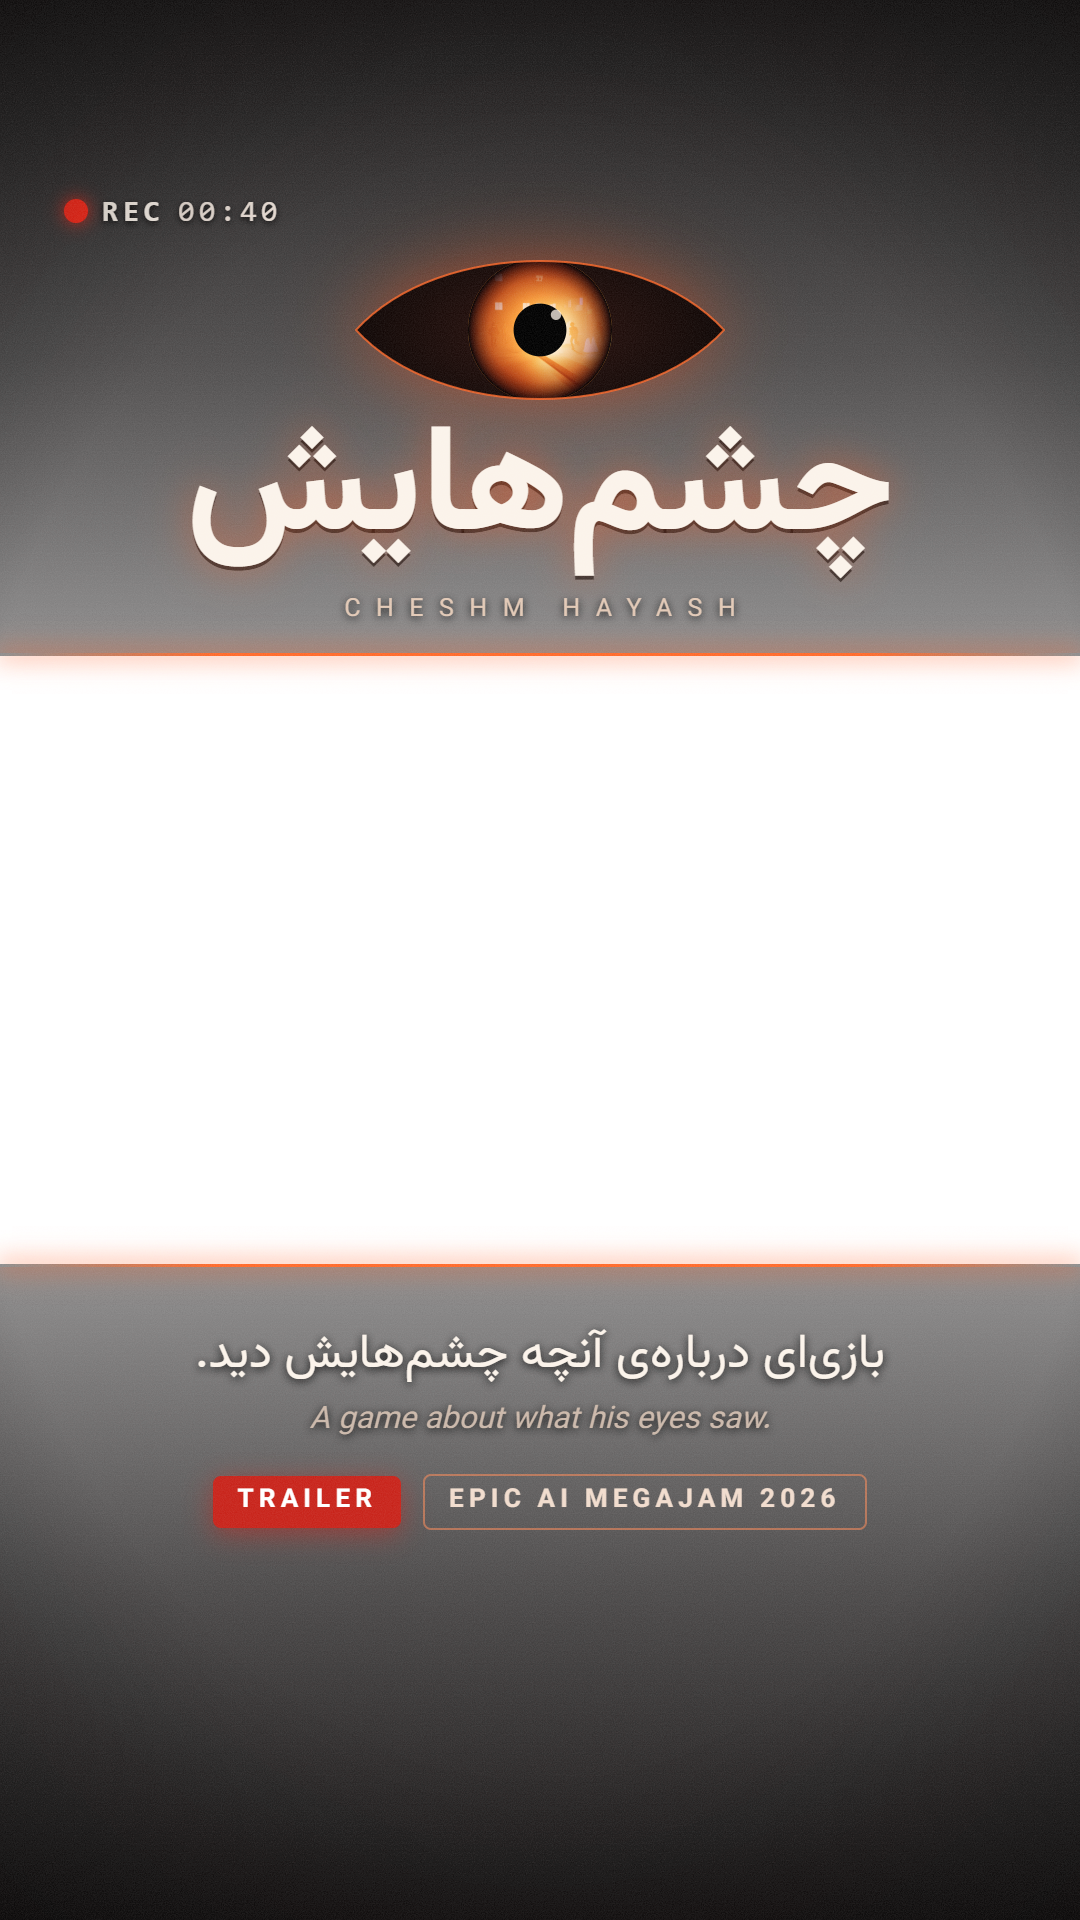 REC 00:40
چشم‌هایش
CHESHM HAYASH
بازی‌ای درباره‌ی آنچه چشم‌هایش دید.
A game about what his eyes saw.
TRAILER EPIC AI MEGAJAM 2026